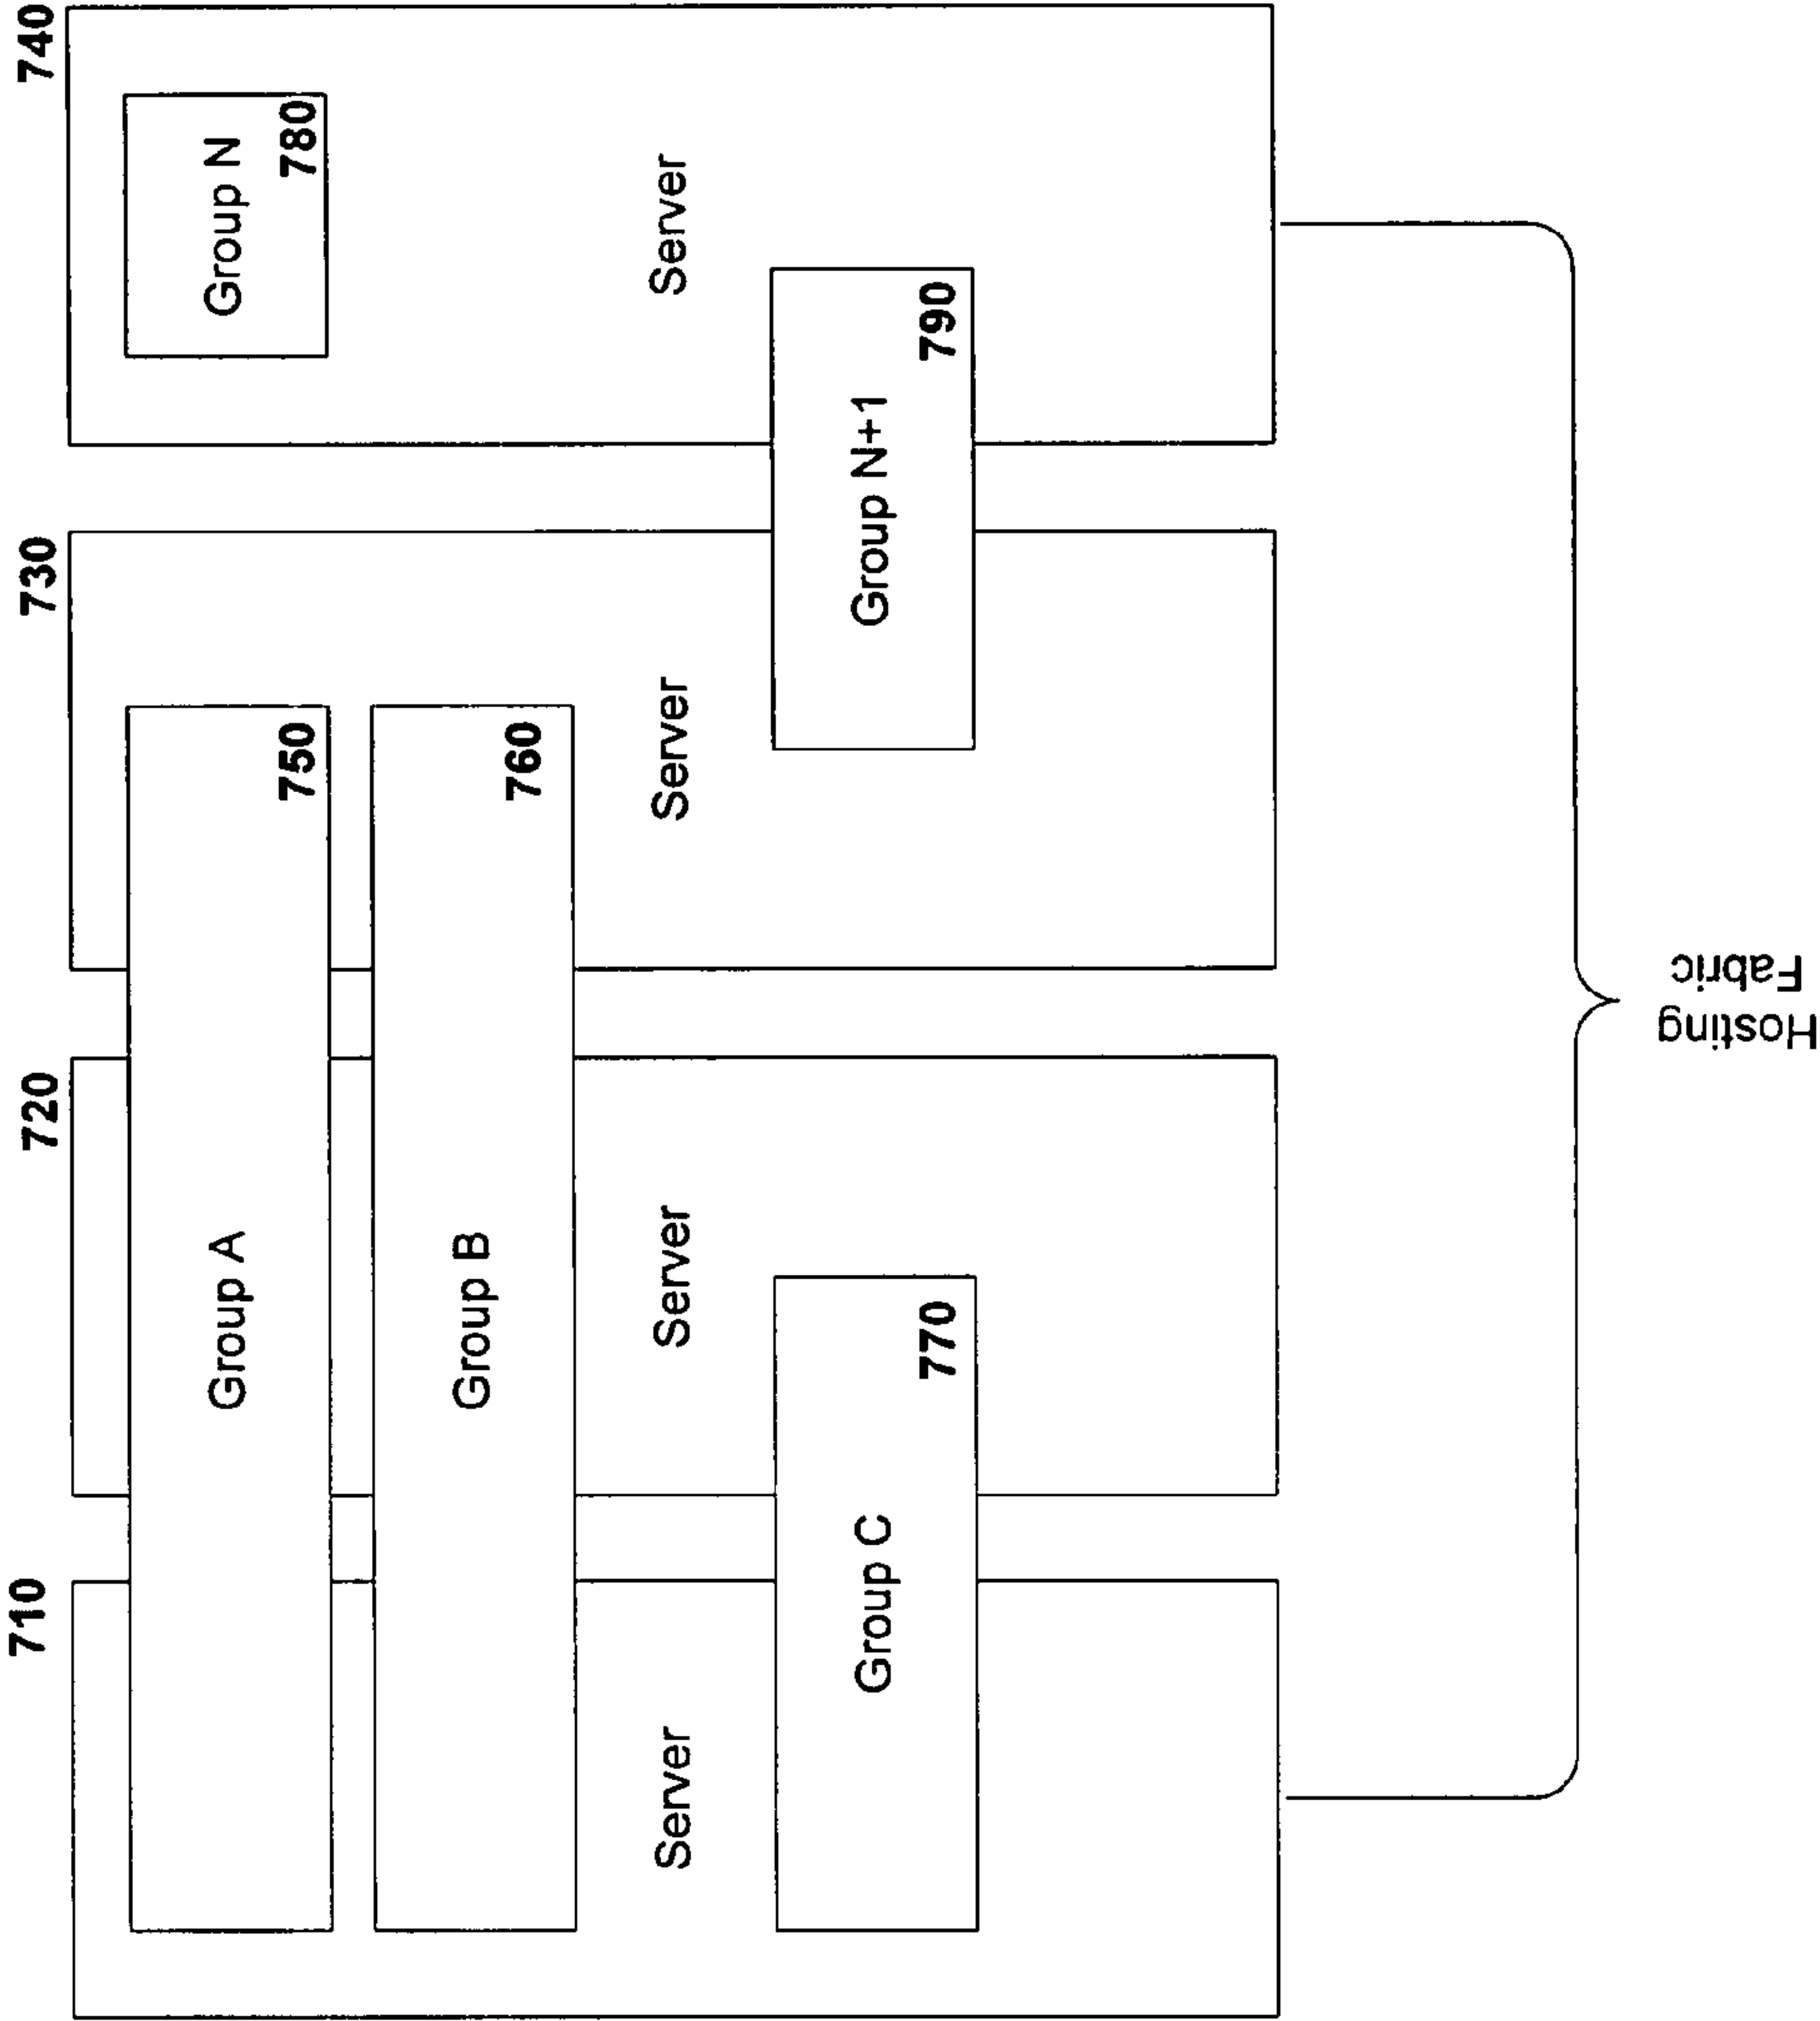 710
720
730
740
Group A
750
Group N
780
Group B
760
Server
Server
Server
Server
Group C
770
Group N+1
790
Hosting
Fabric